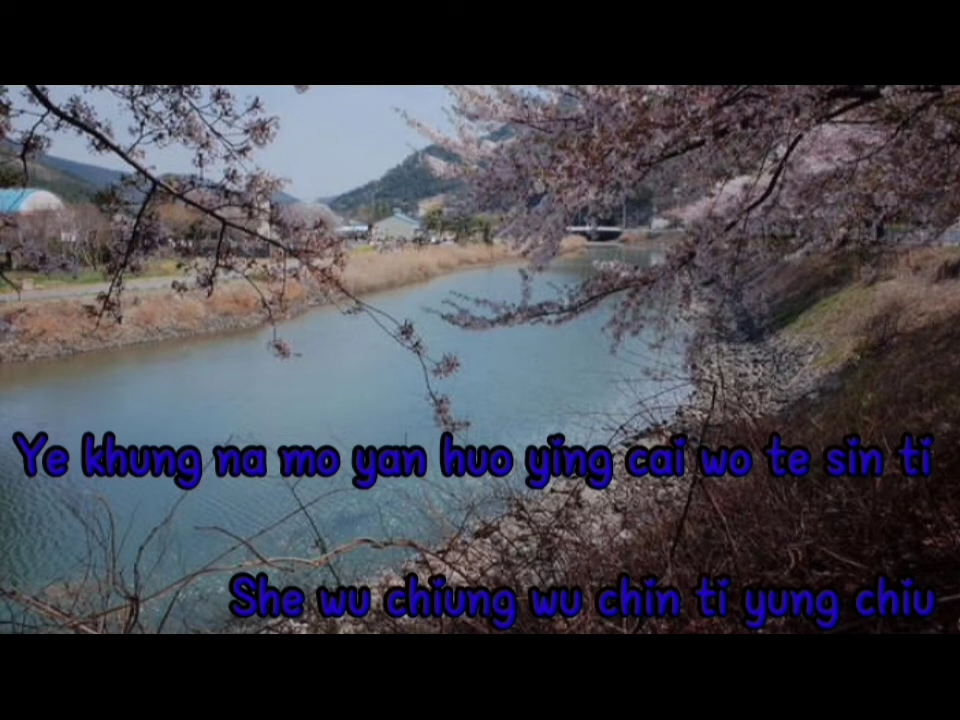 Ye khung na mo yan huo ying cai wo te sin ti
She wu chiung wu chin ti yung chiu